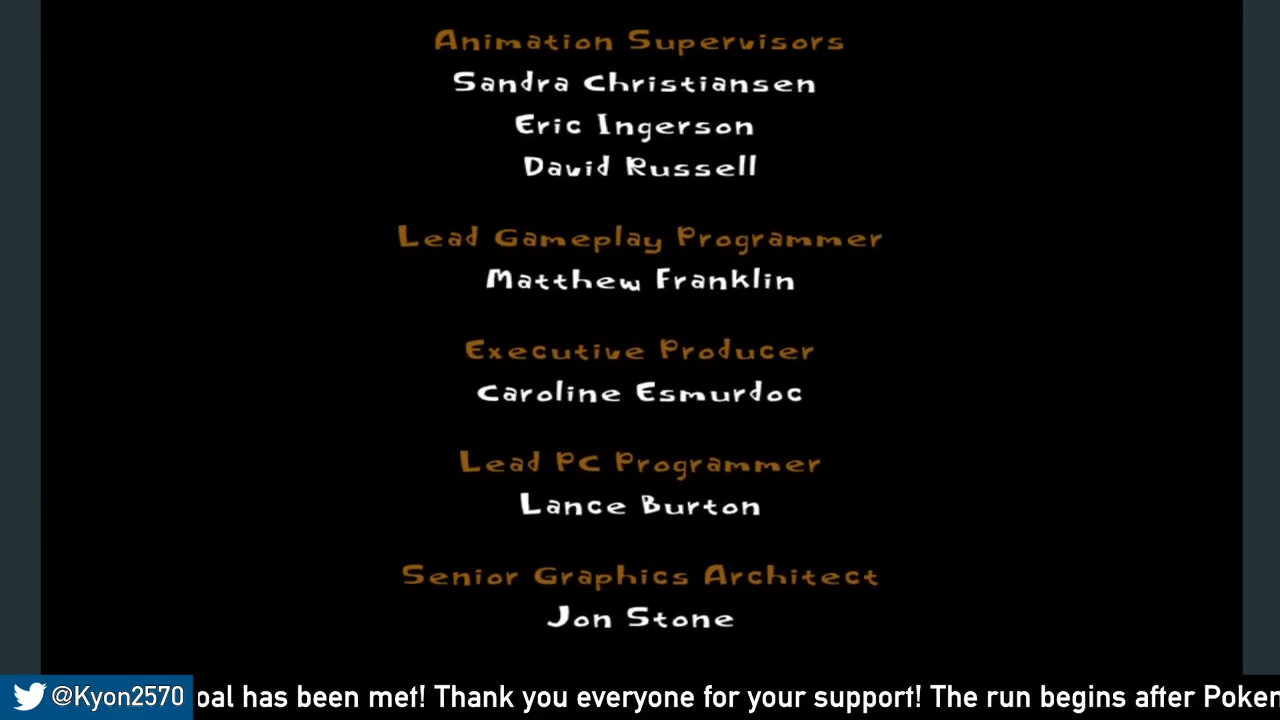 Animation Supervisors
Sandra Christiansen
Eric Ingerson
David Russell
Lead Gameplay Programmer
Matthew Franklin
Executive Producer
Caroline Esmurdoc
Lead PC Programmer
Lance Burton
Senior Graphics Architect
Jon Stone
@Kyon2570 oal has been met! Thank you everyone for your support! The run begins after Poken